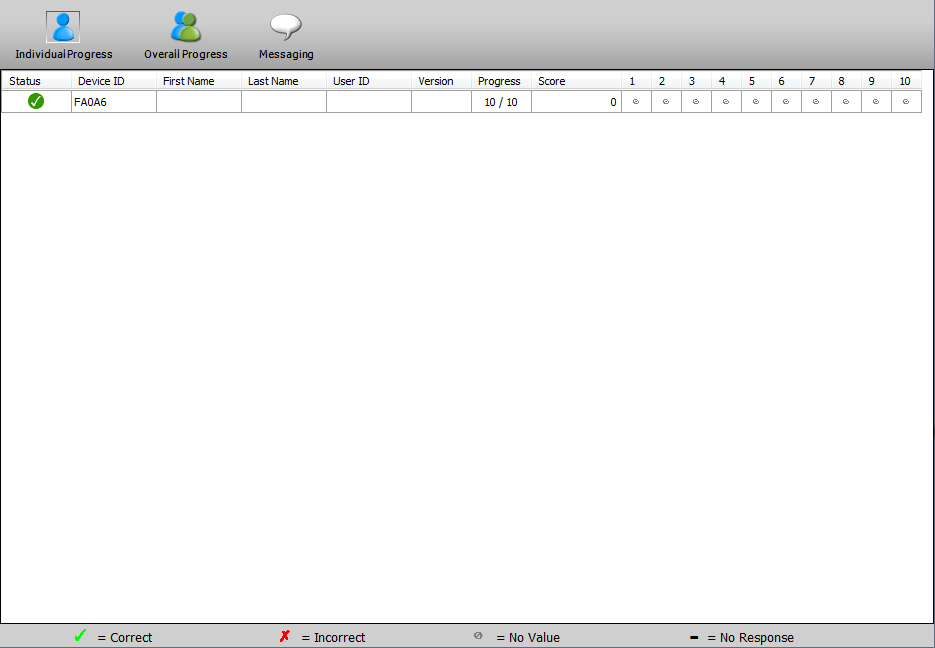 Individual Progress Overall Progress Messaging
Status Device ID First Name Last Name User ID Version Progress Score 1 2 3 4 5 6 7 8 9 10
FA0A6 10 / 10 0
= Correct = Incorrect = No Value = No Response